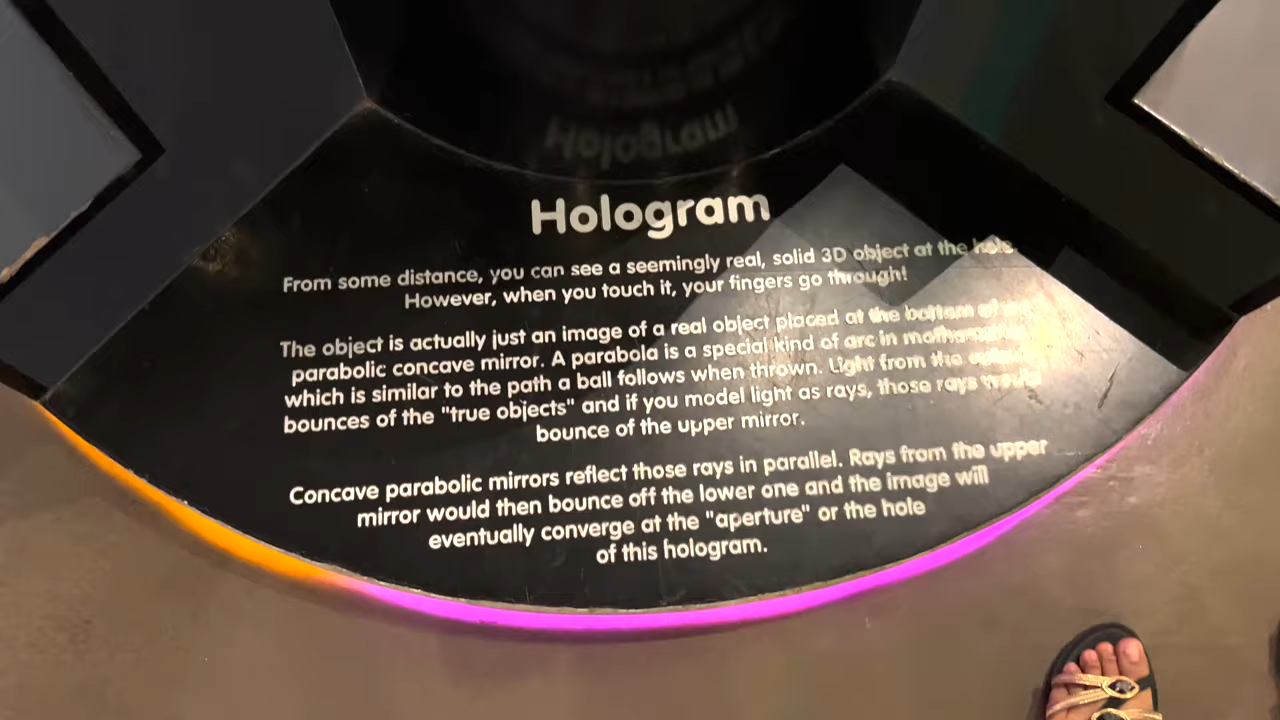 Hologram
From some distance, you can see a seemingly real, solid 3D object at the hole.
However, when you touch it, your fingers go through!
The object is actually just an image of a real object placed at the bottom of
parabolic concave mirror. A parabola is a special kind of arc in
which is similar to the path a ball follows when thrown. Light from the
bounces of the "true objects" and if you model light as rays, those rays would
bounce of the upper mirror.
Concave parabolic mirrors reflect those rays in parallel. Rays from the upper
mirror would then bounce off the lower one and the image will
eventually converge at the "aperture" or the hole
of this hologram.